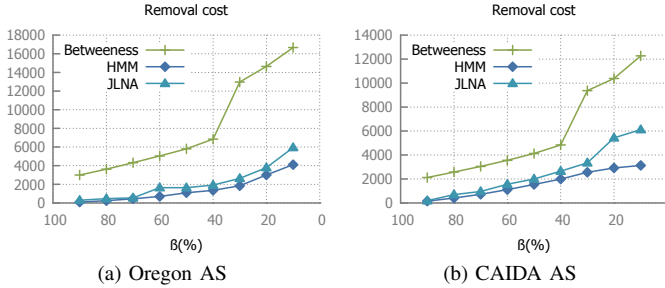 Removal cost
18000
16000
14000
12000
10000
8000
6000
4000
2000
0
Betweeness
HMM
JLNA
100 80 60 40 20 0
ß(%)
(a) Oregon AS
Removal cost
14000
12000
10000
8000
6000
4000
2000
0
Betweeness
HMM
JLNA
100 80 60 40 20
ß(%)
(b) CAIDA AS